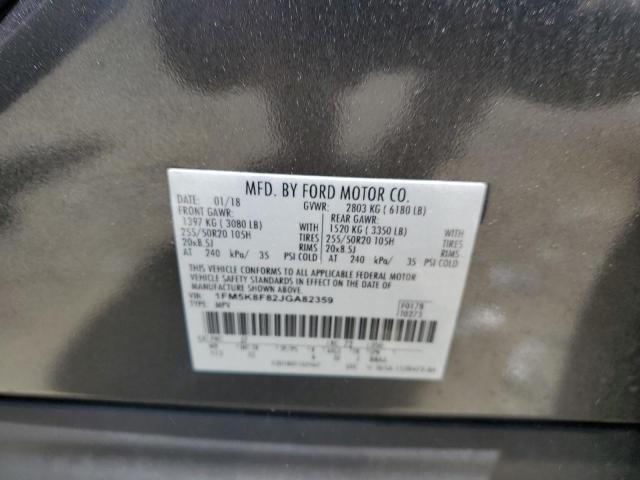 MFD. BY FORD MOTOR CO.
DATE: 01/18 GVWR: 2803 KG ( 6180 LB)
FRONT GAWR: REAR GAWR:
1397 KG ( 3080 LB) WITH 1520 KG ( 3350 LB) WITH
255/50R20 105H TIRES 255/50R20 105H TIRES
20x8.5J RIMS 20x8.5J RIMS
AT 240 kPa/ 35 PSI COLD AT 240 kPa/ 35 PSI COLD
THIS VEHICLE CONFORMS TO ALL APPLICABLE FEDERAL MOTOR
VEHICLE SAFETY STANDARDS IN EFFECT ON THE DATE OF
MANUFACTURE SHOWN ABOVE.
VIN: 1FM5K8F82JGA82359 F0178
TYPE: MPV T0273